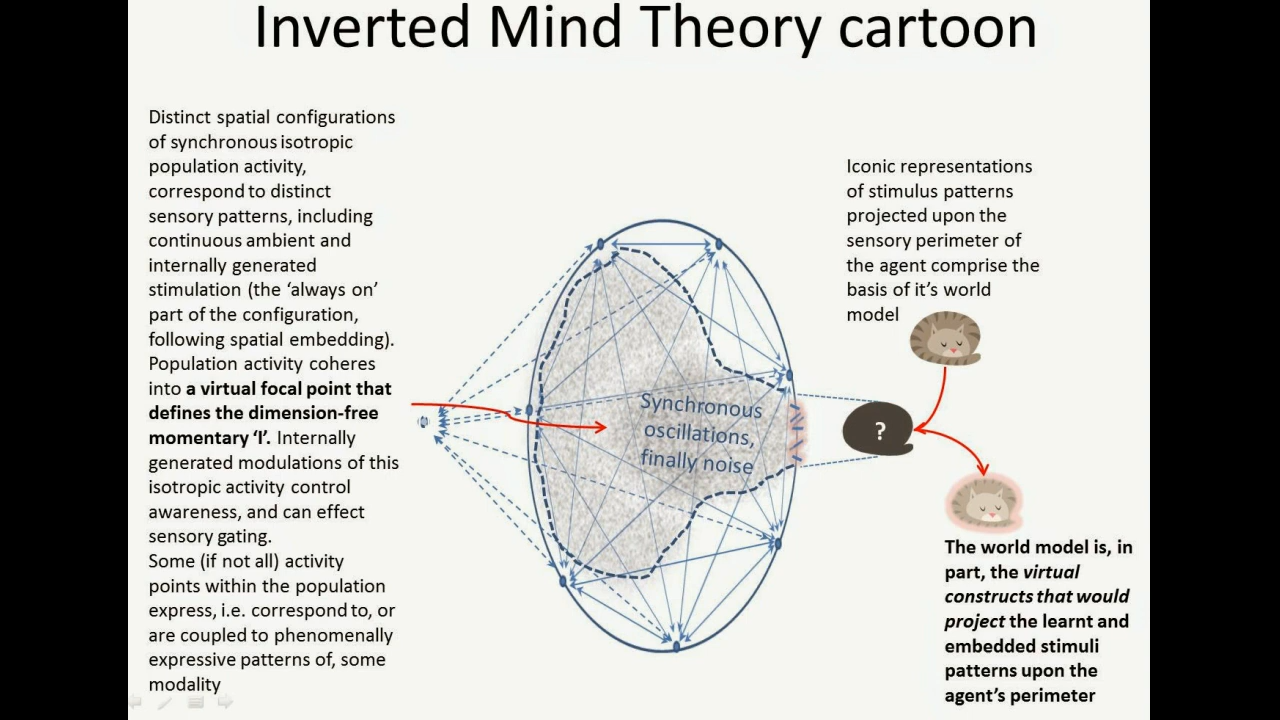 Inverted Mind Theory cartoon
Distinct spatial configurations
of synchronous isotropic
population activity,
correspond to distinct
sensory patterns, including
continuous ambient and
internally generated
stimulation (the ‘always on’
part of the configuration,
following spatial embedding).
Population activity coheres
into a virtual focal point that
defines the dimension-free
momentary ‘I’. Internally
generated modulations of this
isotropic activity control
awareness, and can effect
sensory gating.
Some (if not all) activity
points within the population
express, i.e. correspond to, or
are coupled to phenomenally
expressive patterns of, some
modality
Synchronous
oscillations,
finally noise
Iconic representations
of stimulus patterns
projected upon the
sensory perimeter of
the agent comprise the
basis of it’s world
model
?
The world model is, in
part, the virtual
constructs that would
project the learnt and
embedded stimuli
patterns upon the
agent’s perimeter